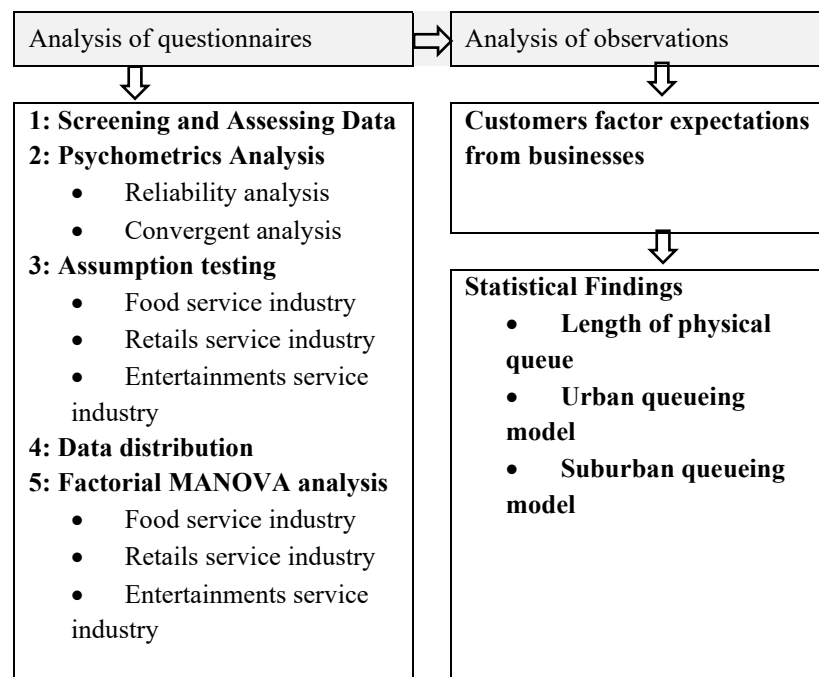 Analysis of questionnaires
1: Screening and Assessing Data
2: Psychometrics Analysis
• Reliability analysis
• Convergent analysis
3: Assumption testing
• Food service industry
• Retails service industry
• Entertainments service
industry
4: Data distribution
5: Factorial MANOVA analysis
• Food service industry
• Retails service industry
• Entertainments service
industry
Analysis of observations
Customers factor expectations
from businesses
Statistical Findings
• Length of physical
queue
• Urban queueing
model
• Suburban queueing
model